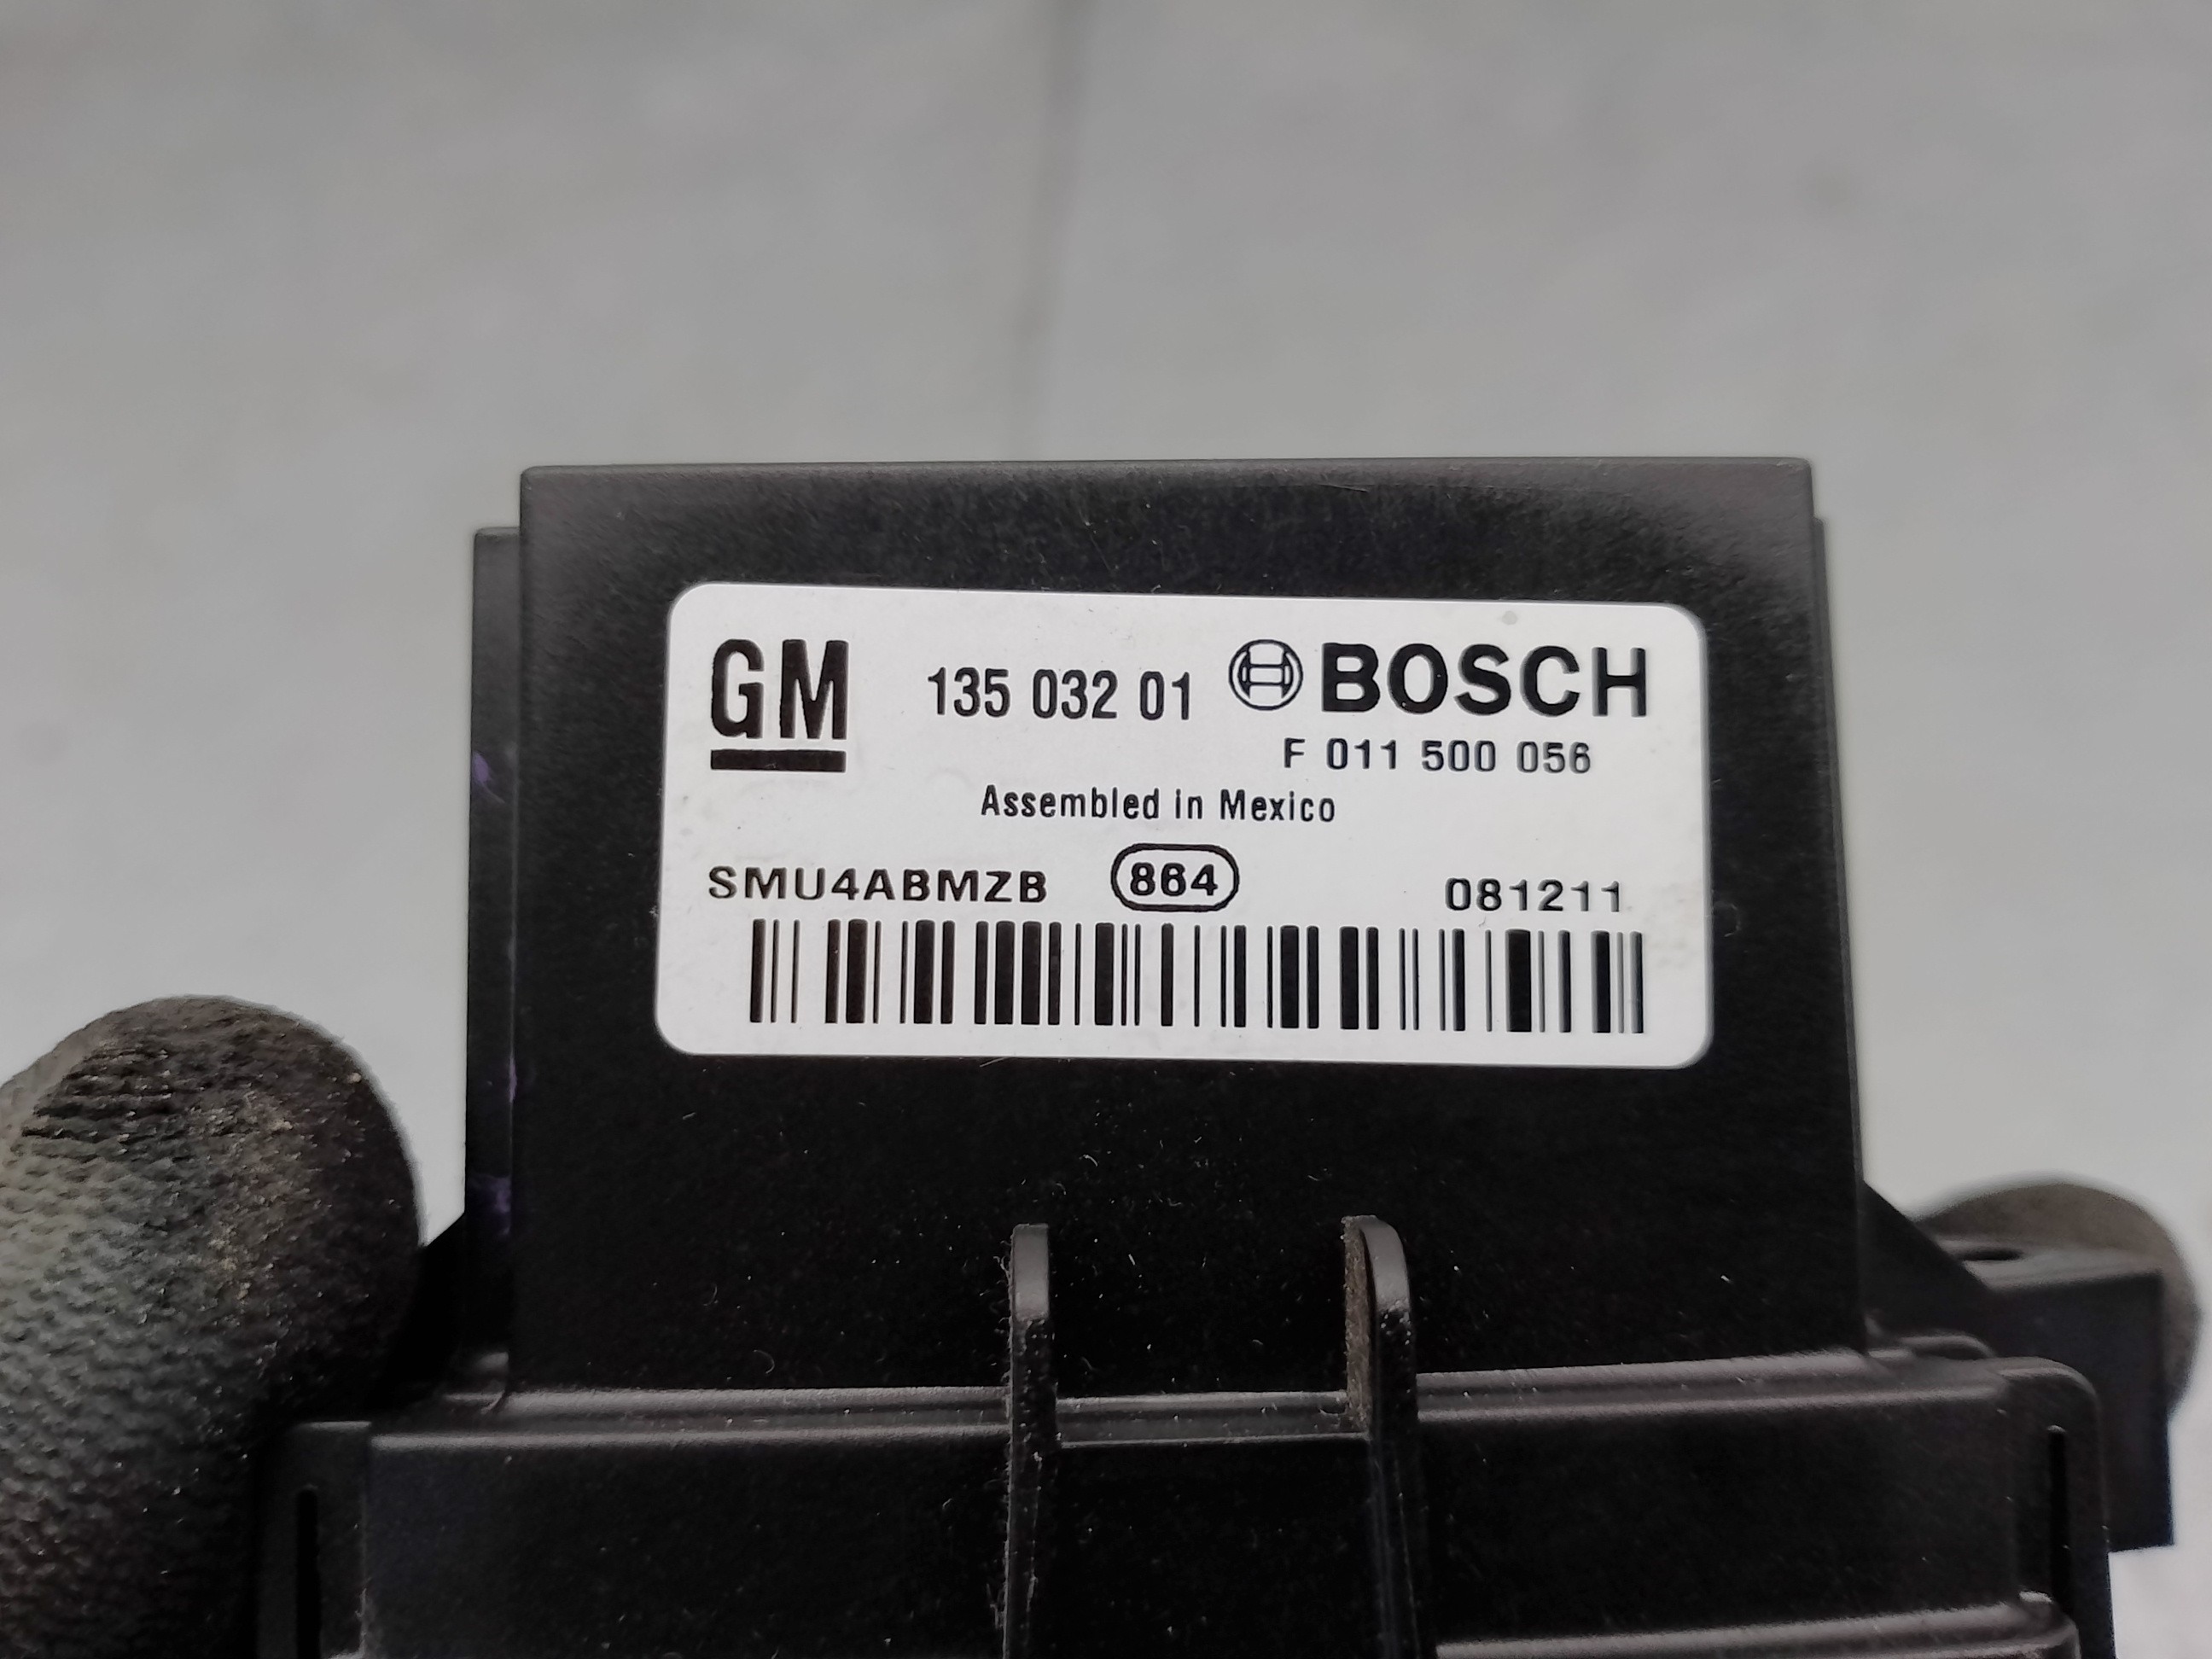 GM 135 032 01 BOSCH
F 011 500 056
Assembled in Mexico
SMU4ABMZB 864 081211